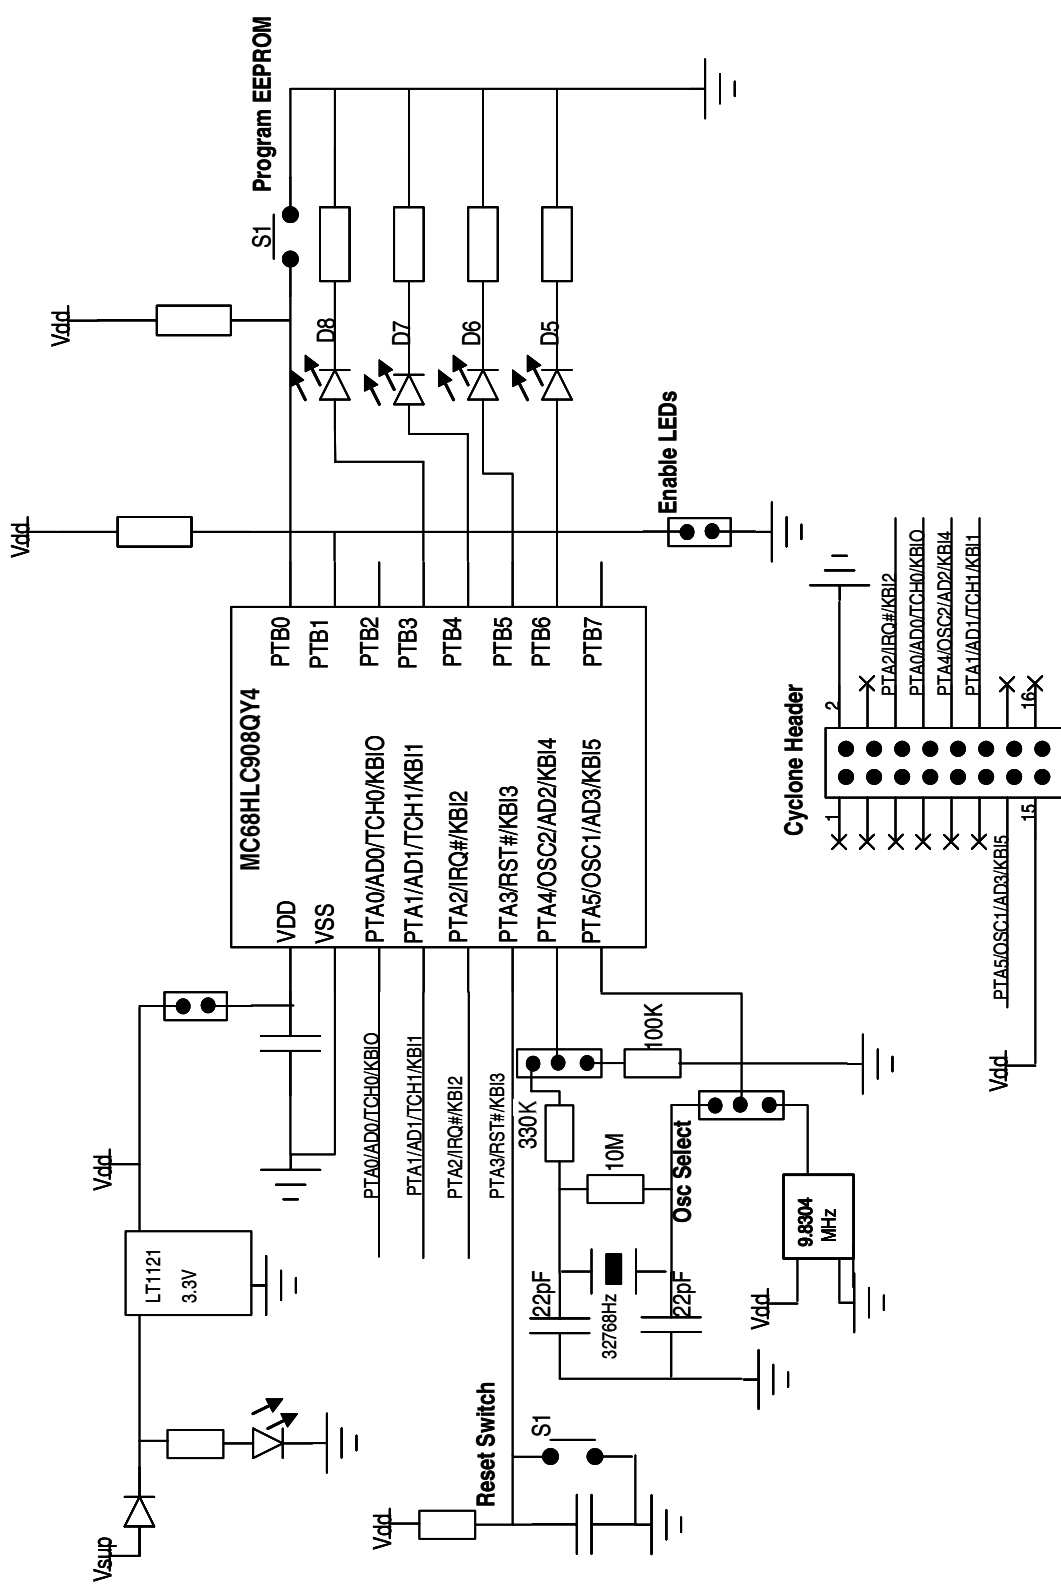 Vsup
LT1121
3.3V
Vdd
Vdd
Reset Switch
S1
22pF
32768Hz
22pF
330K
10M
Osc Select
100K
Vdd
9.8304
MHz
PTA0/AD0/TCH0/KBIO
PTA1/AD1/TCH1/KBI1
PTA2/IRQ#/KBI2
PTA3/RST#/KBI3
MC68HLC908QY4
VDD
VSS
PTA0/AD0/TCH0/KBIO
PTA1/AD1/TCH1/KBI1
PTA2/IRQ#/KBI2
PTA3/RST#/KBI3
PTA4/OSC2/AD2/KBI4
PTA5/OSC1/AD3/KBI5
PTB0
PTB1
PTB2
PTB3
PTB4
PTB5
PTB6
PTB7
Vdd
Vdd
S1
Program EEPROM
D8
D7
D6
D5
Enable LEDs
Cyclone Header
1
2
15
16
PTA2/IRQ#/KBI2
PTA0/AD0/TCH0/KBIO
PTA4/OSC2/AD2/KBI4
PTA1/AD1/TCH1/KBI1
PTA5/OSC1/AD3/KBI5
Vdd